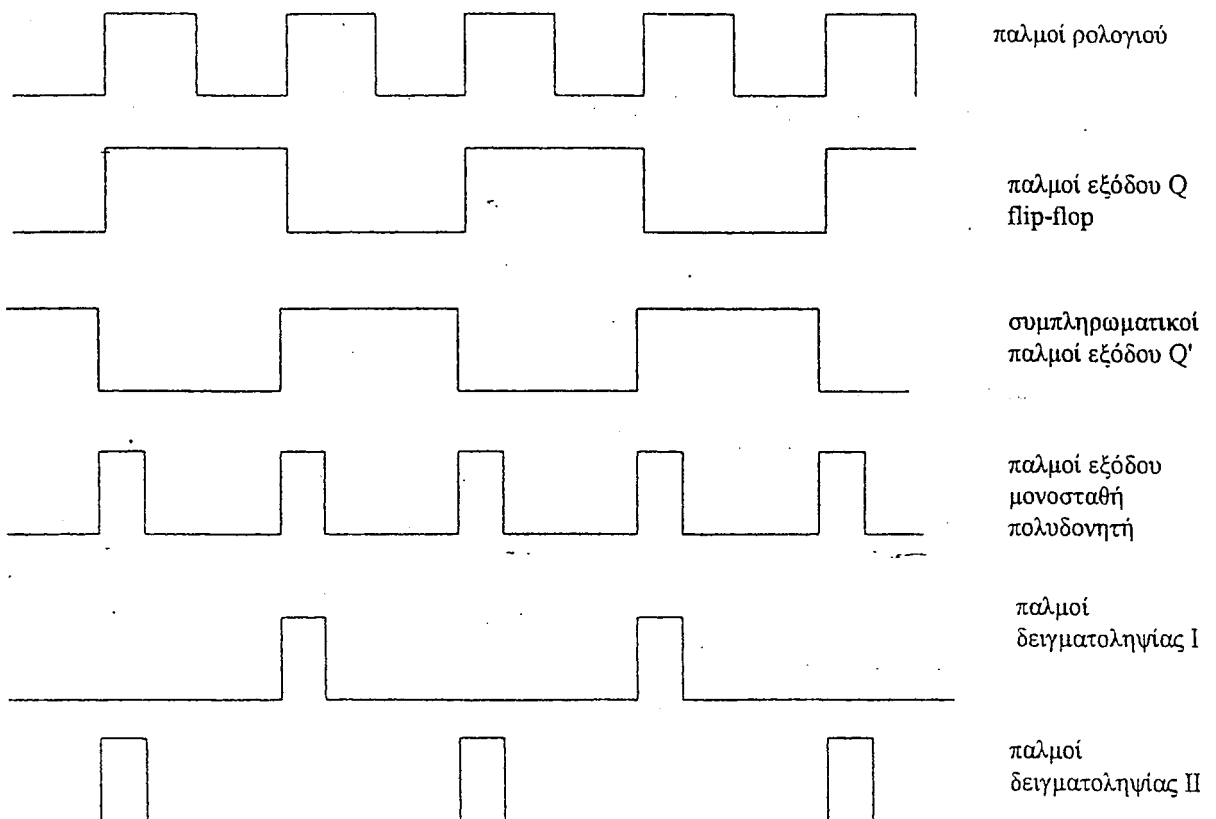 παλμοί ρολογιού
παλμοί εξόδου Q
flip-flop
συμπληρωματικοί
παλμοί εξόδου Q'
παλμοί εξόδου
μονοσταθή
πολυδονητή
παλμοί
δειγματοληψίας I
παλμοί
δειγματοληψίας II